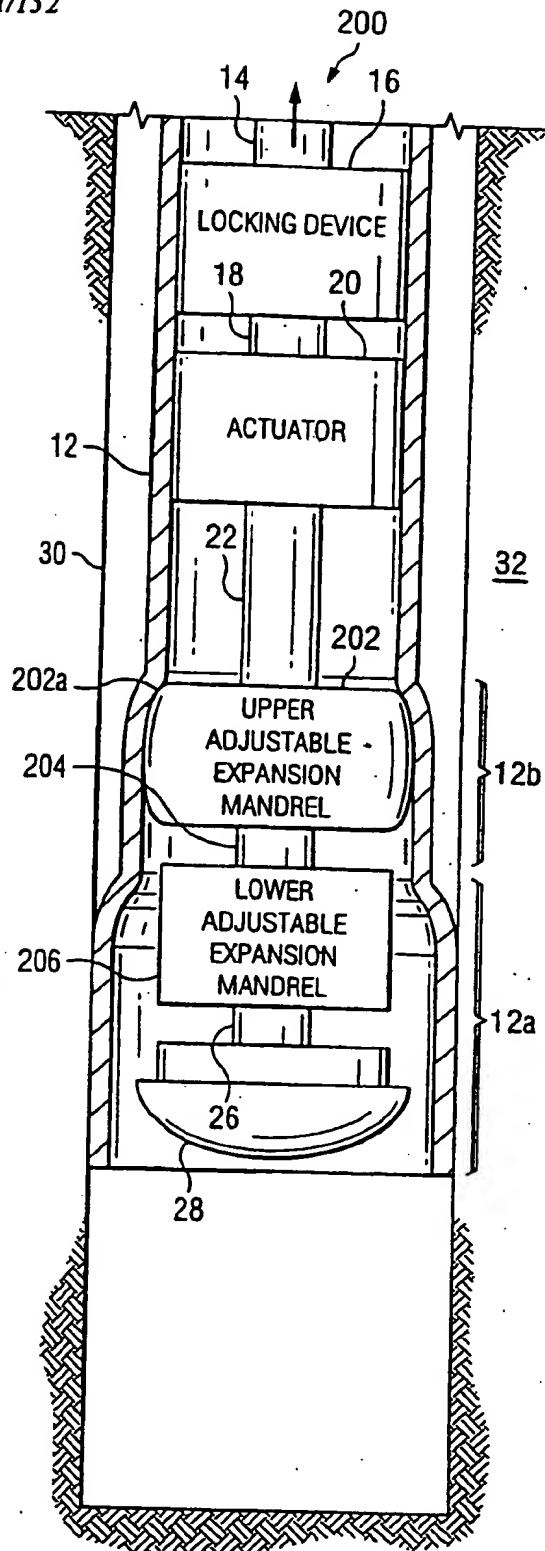 200
14
16
LOCKING DEVICE
18
20
ACTUATOR
12
22
30
32
202
202a
UPPER
ADJUSTABLE
EXPANSION
MANDREL
12b
204
LOWER
ADJUSTABLE
EXPANSION
MANDREL
206
12a
26
28